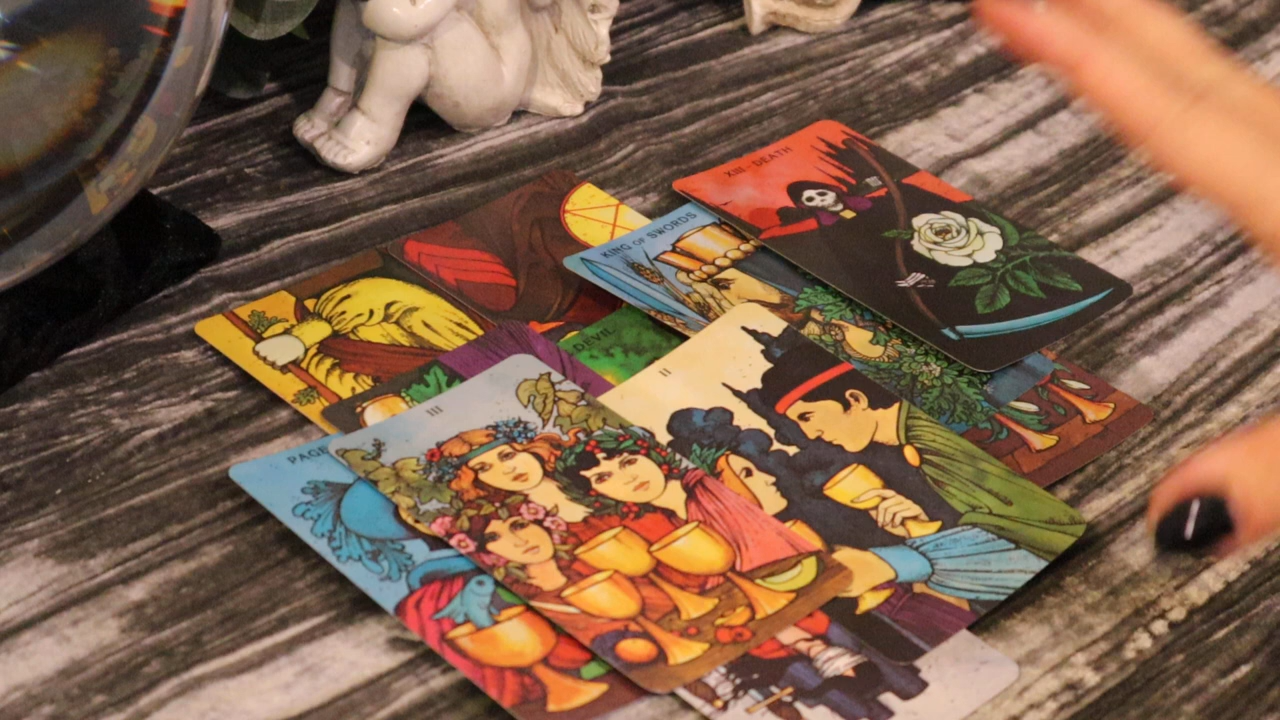 XIII - DEATH
KING OF SWORDS
DEVIL
II
III
PAGE